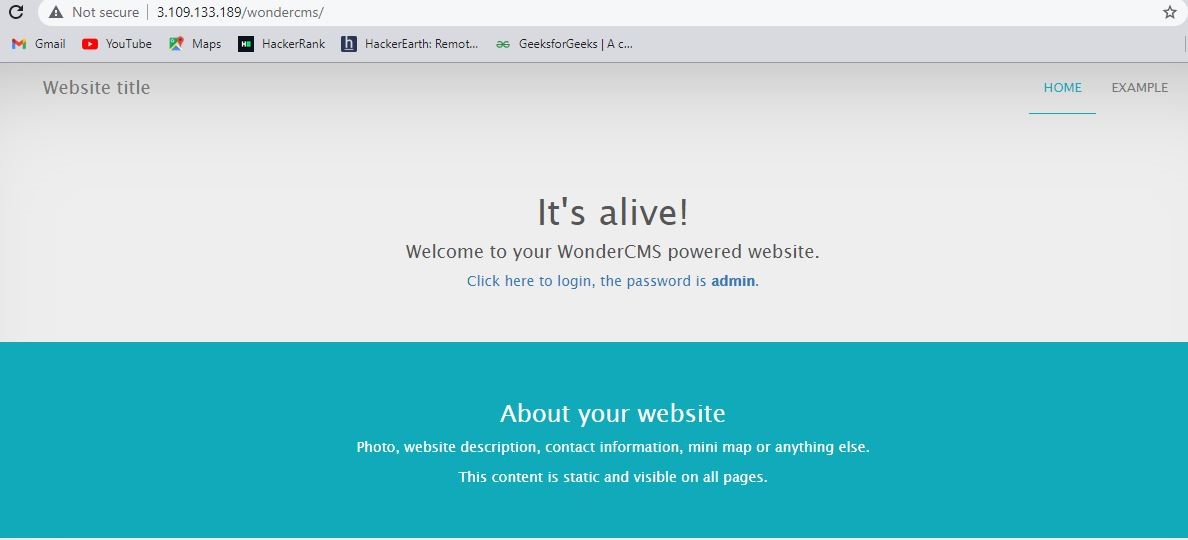 Not secure | 3.109.133.189/wondercms/
Gmail YouTube Maps HackerRank HackerEarth: Remot... GeeksforGeeks | A c...
Website title HOME EXAMPLE
It's alive!
Welcome to your WonderCMS powered website.
Click here to login, the password is admin.
About your website
Photo, website description, contact information, mini map or anything else.
This content is static and visible on all pages.